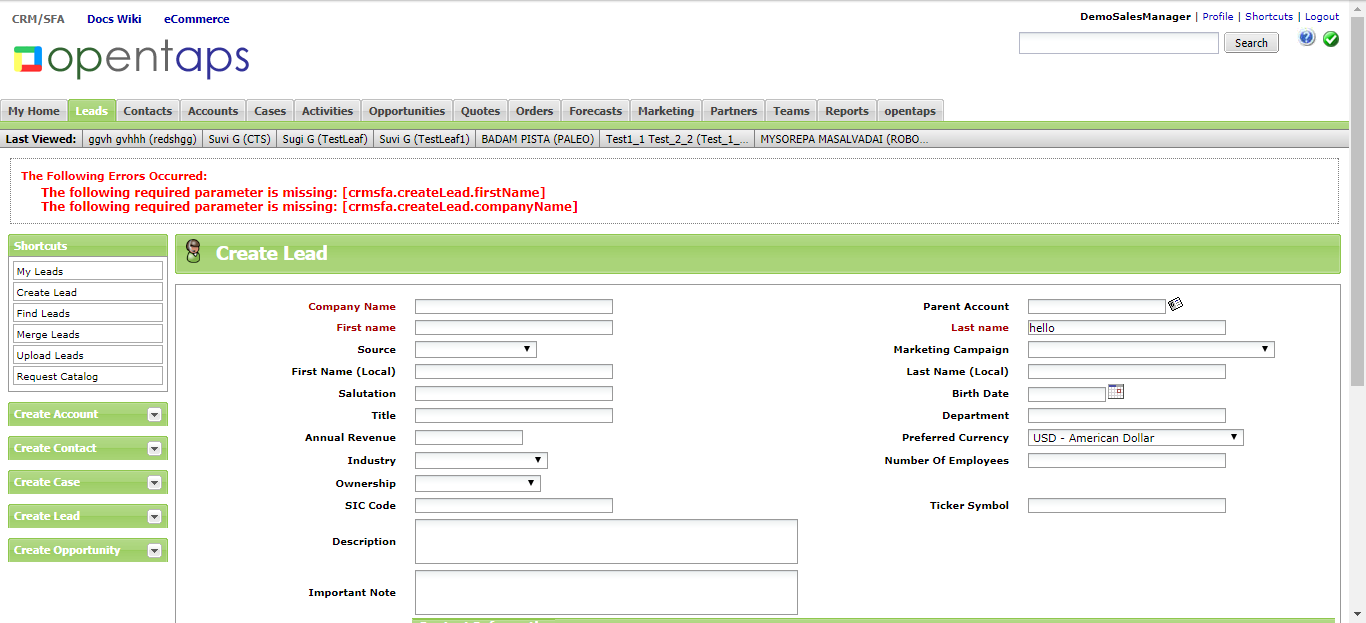 CRM/SFA Docs Wiki eCommerce
DemoSalesManager | Profile | Shortcuts | Logout
opentaps
Search
My Home Leads Contacts Accounts Cases Activities Opportunities Quotes Orders Forecasts Marketing Partners Teams Reports opentaps
Last Viewed: ggvh gvhhh (redshgg) Suvi G (CTS) Sugi G (TestLeaf) Suvi G (TestLeaf1) BADAM PISTA (PALEO) Test1_1 Test_2_2 (Test_1_... MYSOREPA MASALVADAI (ROBO...
The Following Errors Occurred:
The following required parameter is missing: [crmsfa.createLead.firstName]
The following required parameter is missing: [crmsfa.createLead.companyName]
Shortcuts
My Leads
Create Lead
Find Leads
Merge Leads
Upload Leads
Request Catalog
Create Account
Create Contact
Create Case
Create Lead
Create Opportunity
Create Lead
Company Name Parent Account
First name Last name hello
Source Marketing Campaign
First Name (Local) Last Name (Local)
Salutation Birth Date
Title Department
Annual Revenue Preferred Currency USD - American Dollar
Industry Number Of Employees
Ownership
SIC Code Ticker Symbol
Description
Important Note